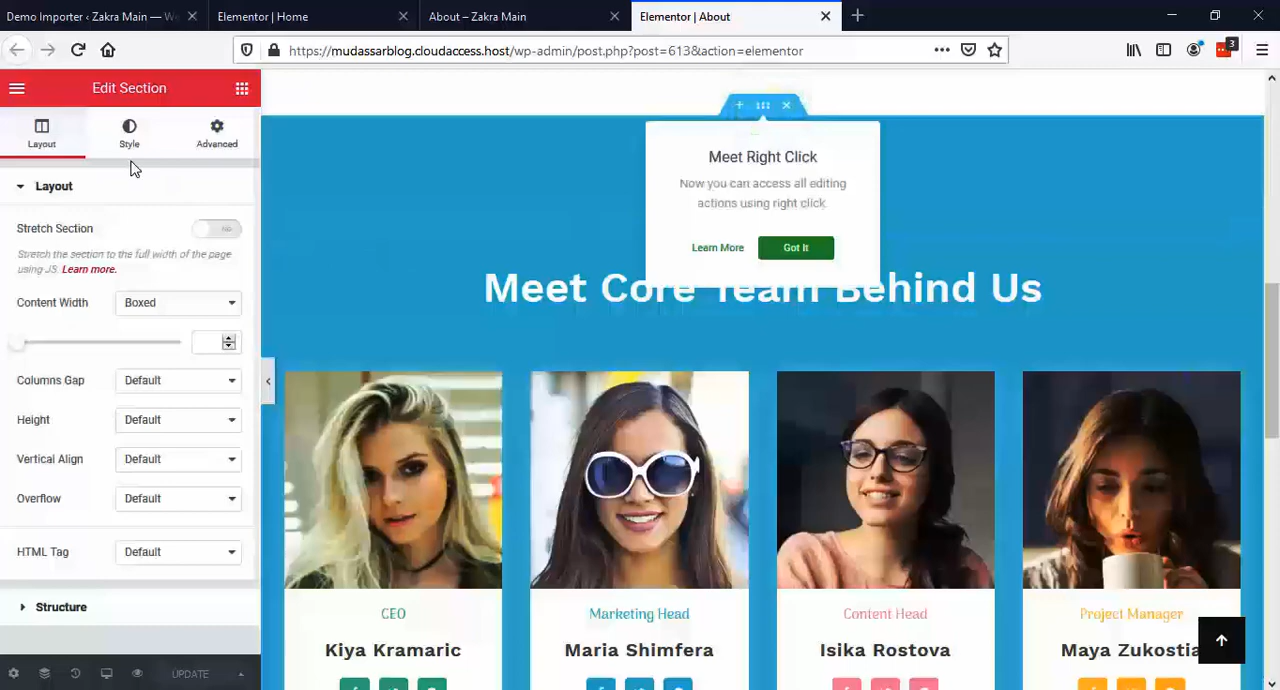 Demo Importer ‹ Zakra Main — We
Elementor | Home
About – Zakra Main
Elementor | About
https://mudassarblog.cloudaccess.host/wp-admin/post.php?post=613&action=elementor
3
Edit Section
Layout
Style
Advanced
Layout
Stretch Section
NO
Stretch the section to the full width of the page
using JS. Learn more.
Content Width
Boxed
Columns Gap
Default
Height
Default
Vertical Align
Default
Overflow
Default
HTML Tag
Default
Structure
UPDATE
Meet Right Click
Now you can access all editing
actions using right click.
Learn More
Got It
Meet Core Team Behind Us
CEO
Kiya Kramaric
Marketing Head
Maria Shimfera
Content Head
Isika Rostova
Project Manager
Maya Zukostia